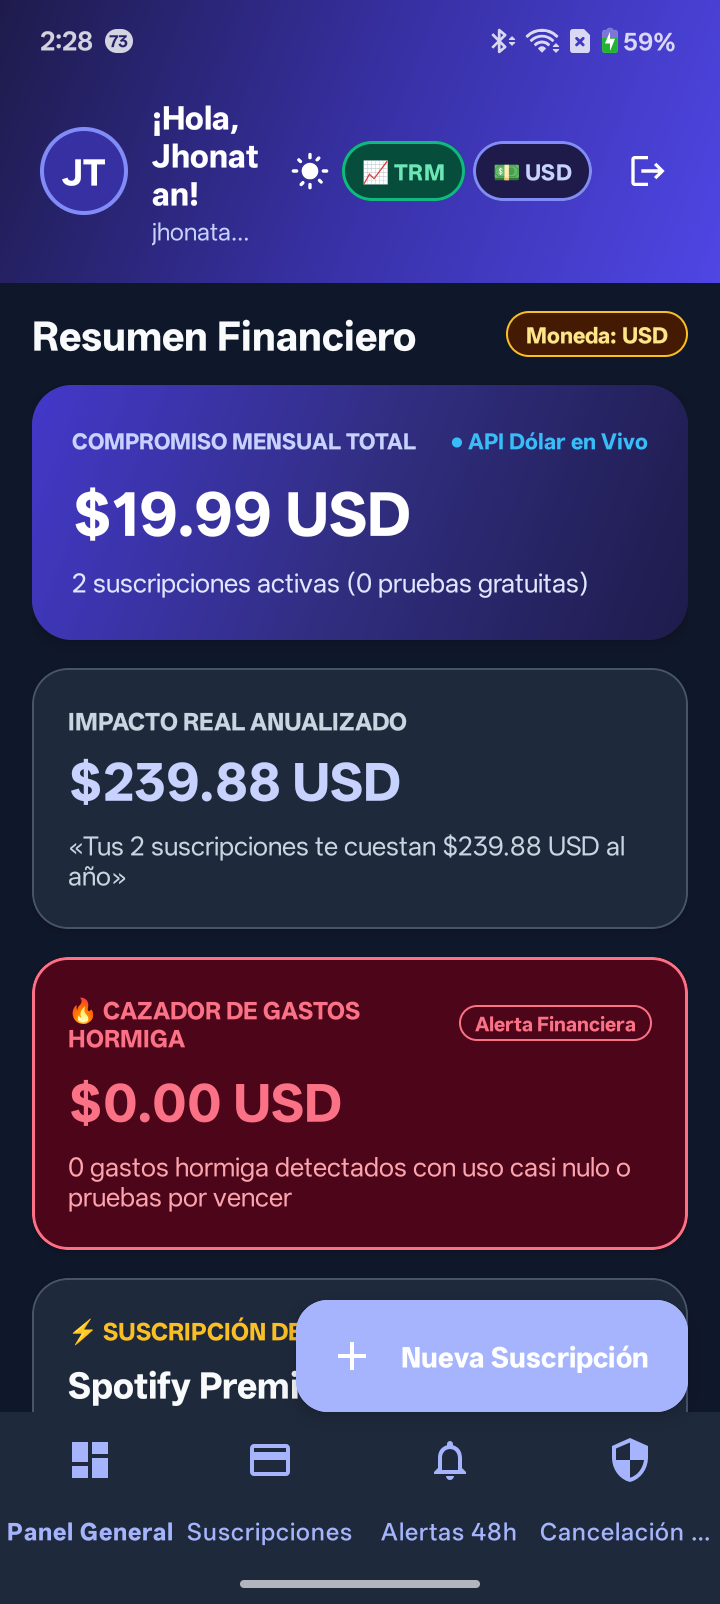 2:28 73 59%
¡Hola,
Jhonat
an!
jhonata...
JT
TRM
USD
Resumen Financiero
Moneda: USD
COMPROMISO MENSUAL TOTAL
• API Dólar en Vivo
$19.99 USD
2 suscripciones activas (0 pruebas gratuitas)
IMPACTO REAL ANUALIZADO
$239.88 USD
«Tus 2 suscripciones te cuestan $239.88 USD al
año»
🔥 CAZADOR DE GASTOS
HORMIGA
Alerta Financiera
$0.00 USD
0 gastos hormiga detectados con uso casi nulo o
pruebas por vencer
⚡ SUSCRIPCIÓN DE
Spotify Premi
Nueva Suscripción
Panel General
Suscripciones
Alertas 48h
Cancelación ...